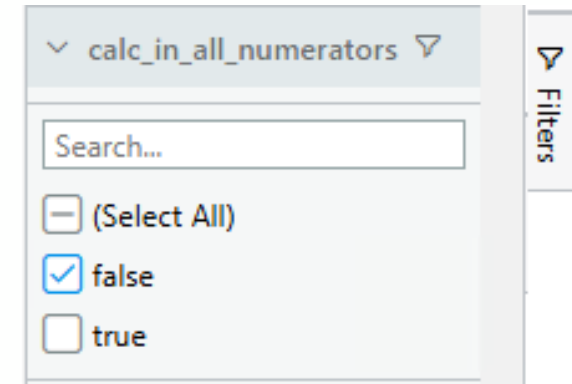 calc_in_all_numerators
Search...
(Select All)
false
true
Filters